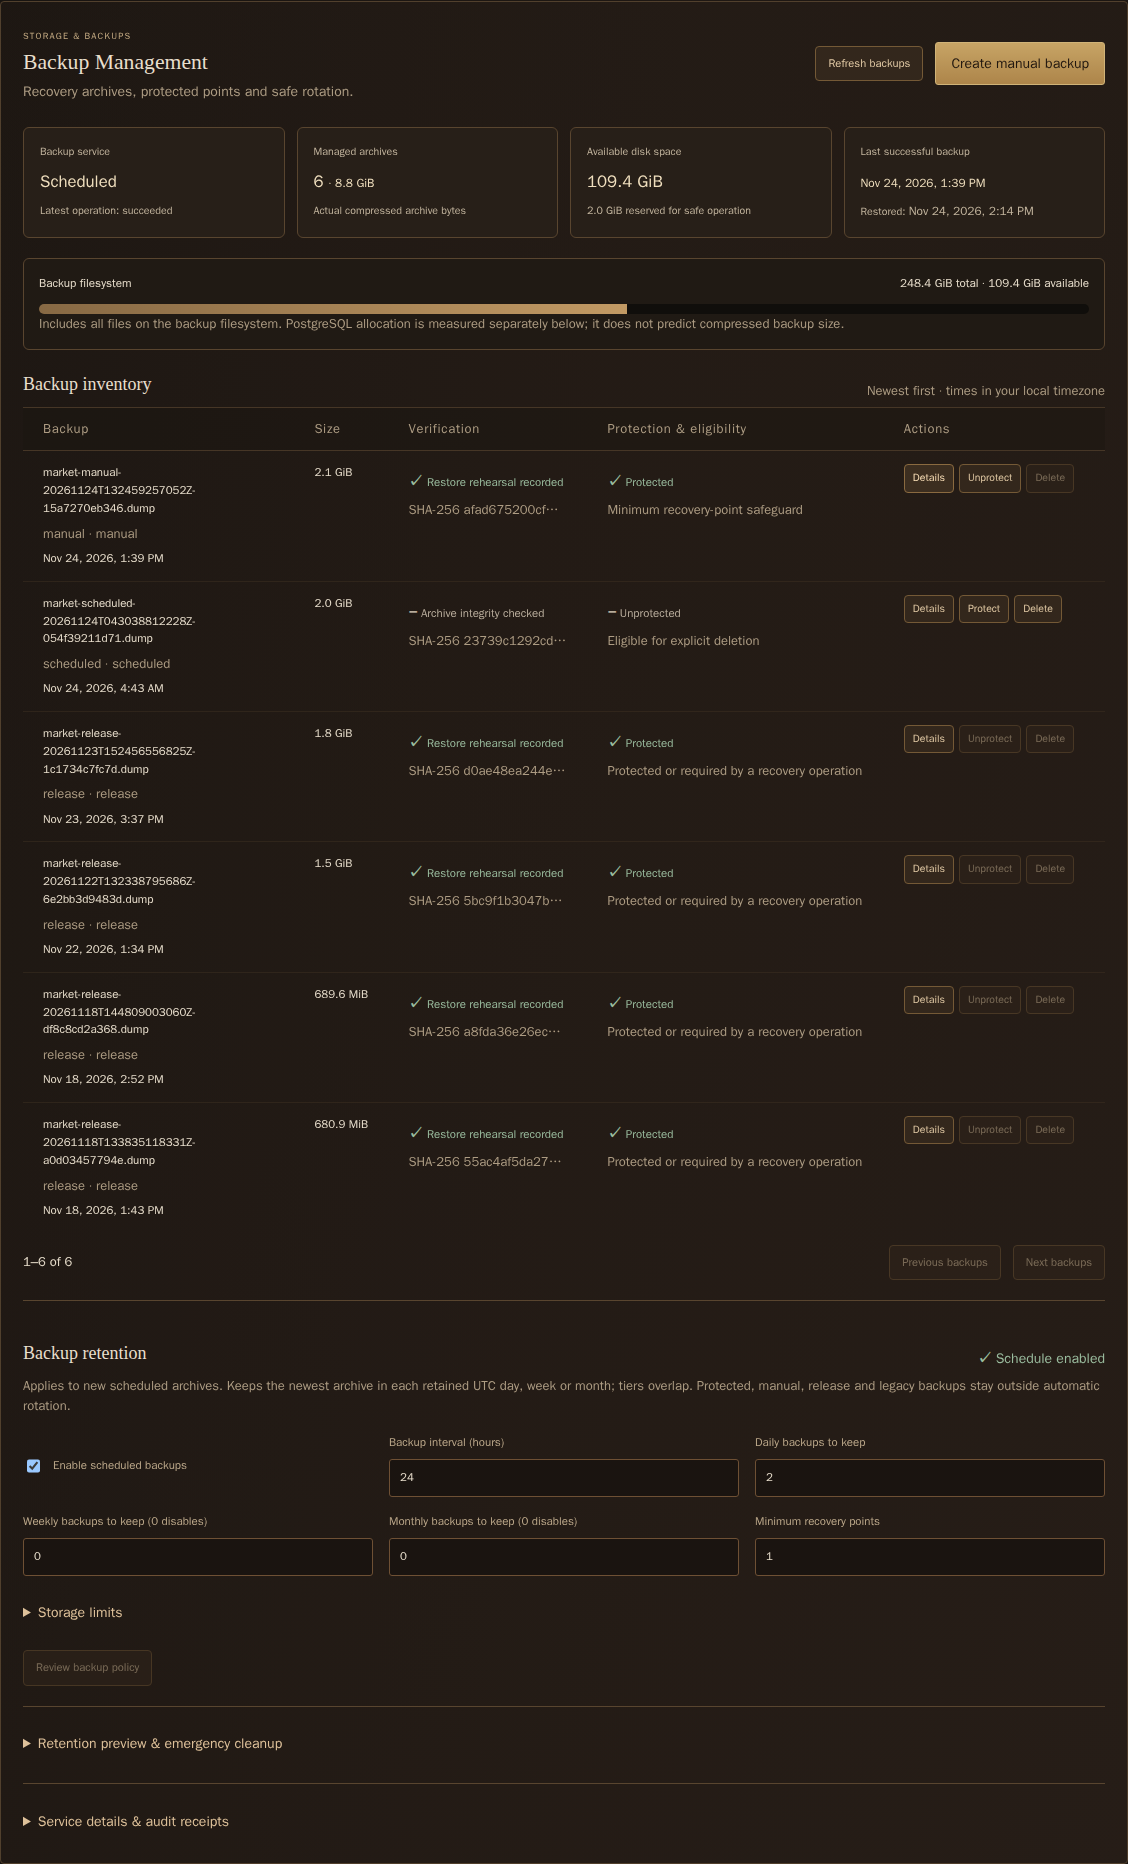 STORAGE & BACKUPS
Backup Management
Recovery archives, protected points and safe rotation.
Refresh backups
Create manual backup
Backup service
Scheduled
Latest operation: succeeded
Managed archives
6 · 8.8 GiB
Actual compressed archive bytes
Available disk space
109.4 GiB
2.0 GiB reserved for safe operation
Last successful backup
Nov 24, 2026, 1:39 PM
Restored: Nov 24, 2026, 2:14 PM
Backup filesystem
248.4 GiB total · 109.4 GiB available
Includes all files on the backup filesystem. PostgreSQL allocation is measured separately below; it does not predict compressed backup size.
Backup inventory
Newest first · times in your local timezone
Backup Size Verification Protection & eligibility Actions
market-manual-
20261124T132459257052Z-
15a7270eb346.dump
manual · manual
Nov 24, 2026, 1:39 PM
2.1 GiB
✓ Restore rehearsal recorded
SHA-256 afad675200cf···
✓ Protected
Minimum recovery-point safeguard
Details Unprotect Delete
market-scheduled-
20261124T043038812228Z-
054f39211d71.dump
scheduled · scheduled
Nov 24, 2026, 4:43 AM
2.0 GiB
– Archive integrity checked
SHA-256 23739c1292cd···
– Unprotected
Eligible for explicit deletion
Details Protect Delete
market-release-
20261123T152456556825Z-
1c1734c7fc7d.dump
release · release
Nov 23, 2026, 3:37 PM
1.8 GiB
✓ Restore rehearsal recorded
SHA-256 d0ae48ea244e···
✓ Protected
Protected or required by a recovery operation
Details Unprotect Delete
market-release-
20261122T132338795686Z-
6e2bb3d9483d.dump
release · release
Nov 22, 2026, 1:34 PM
1.5 GiB
✓ Restore rehearsal recorded
SHA-256 5bc9f1b3047b···
✓ Protected
Protected or required by a recovery operation
Details Unprotect Delete
market-release-
20261118T144809003060Z-
df8c8cd2a368.dump
release · release
Nov 18, 2026, 2:52 PM
689.6 MiB
✓ Restore rehearsal recorded
SHA-256 a8fda36e26ec···
✓ Protected
Protected or required by a recovery operation
Details Unprotect Delete
market-release-
20261118T133835118331Z-
a0d03457794e.dump
release · release
Nov 18, 2026, 1:43 PM
680.9 MiB
✓ Restore rehearsal recorded
SHA-256 55ac4af5da27···
✓ Protected
Protected or required by a recovery operation
Details Unprotect Delete
1–6 of 6
Previous backups
Next backups
Backup retention
✓ Schedule enabled
Applies to new scheduled archives. Keeps the newest archive in each retained UTC day, week or month; tiers overlap. Protected, manual, release and legacy backups stay outside automatic
rotation.
Enable scheduled backups
Backup interval (hours)
24
Daily backups to keep
2
Weekly backups to keep (0 disables)
0
Monthly backups to keep (0 disables)
0
Minimum recovery points
1
▶ Storage limits
Review backup policy
▶ Retention preview & emergency cleanup
▶ Service details & audit receipts